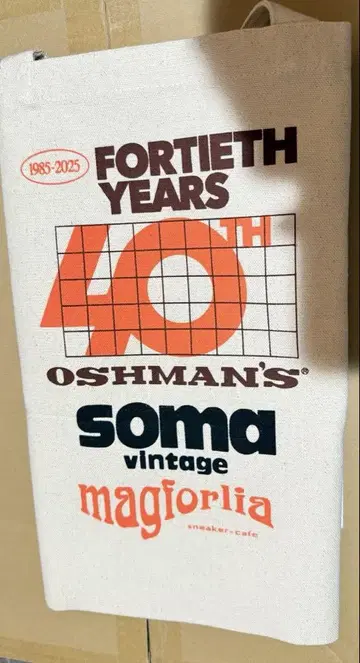 1985-2025
FORTIETH
YEARS
40TH
OSHMAN'S®
soma
vintage
magforlia
sneaker-cafe